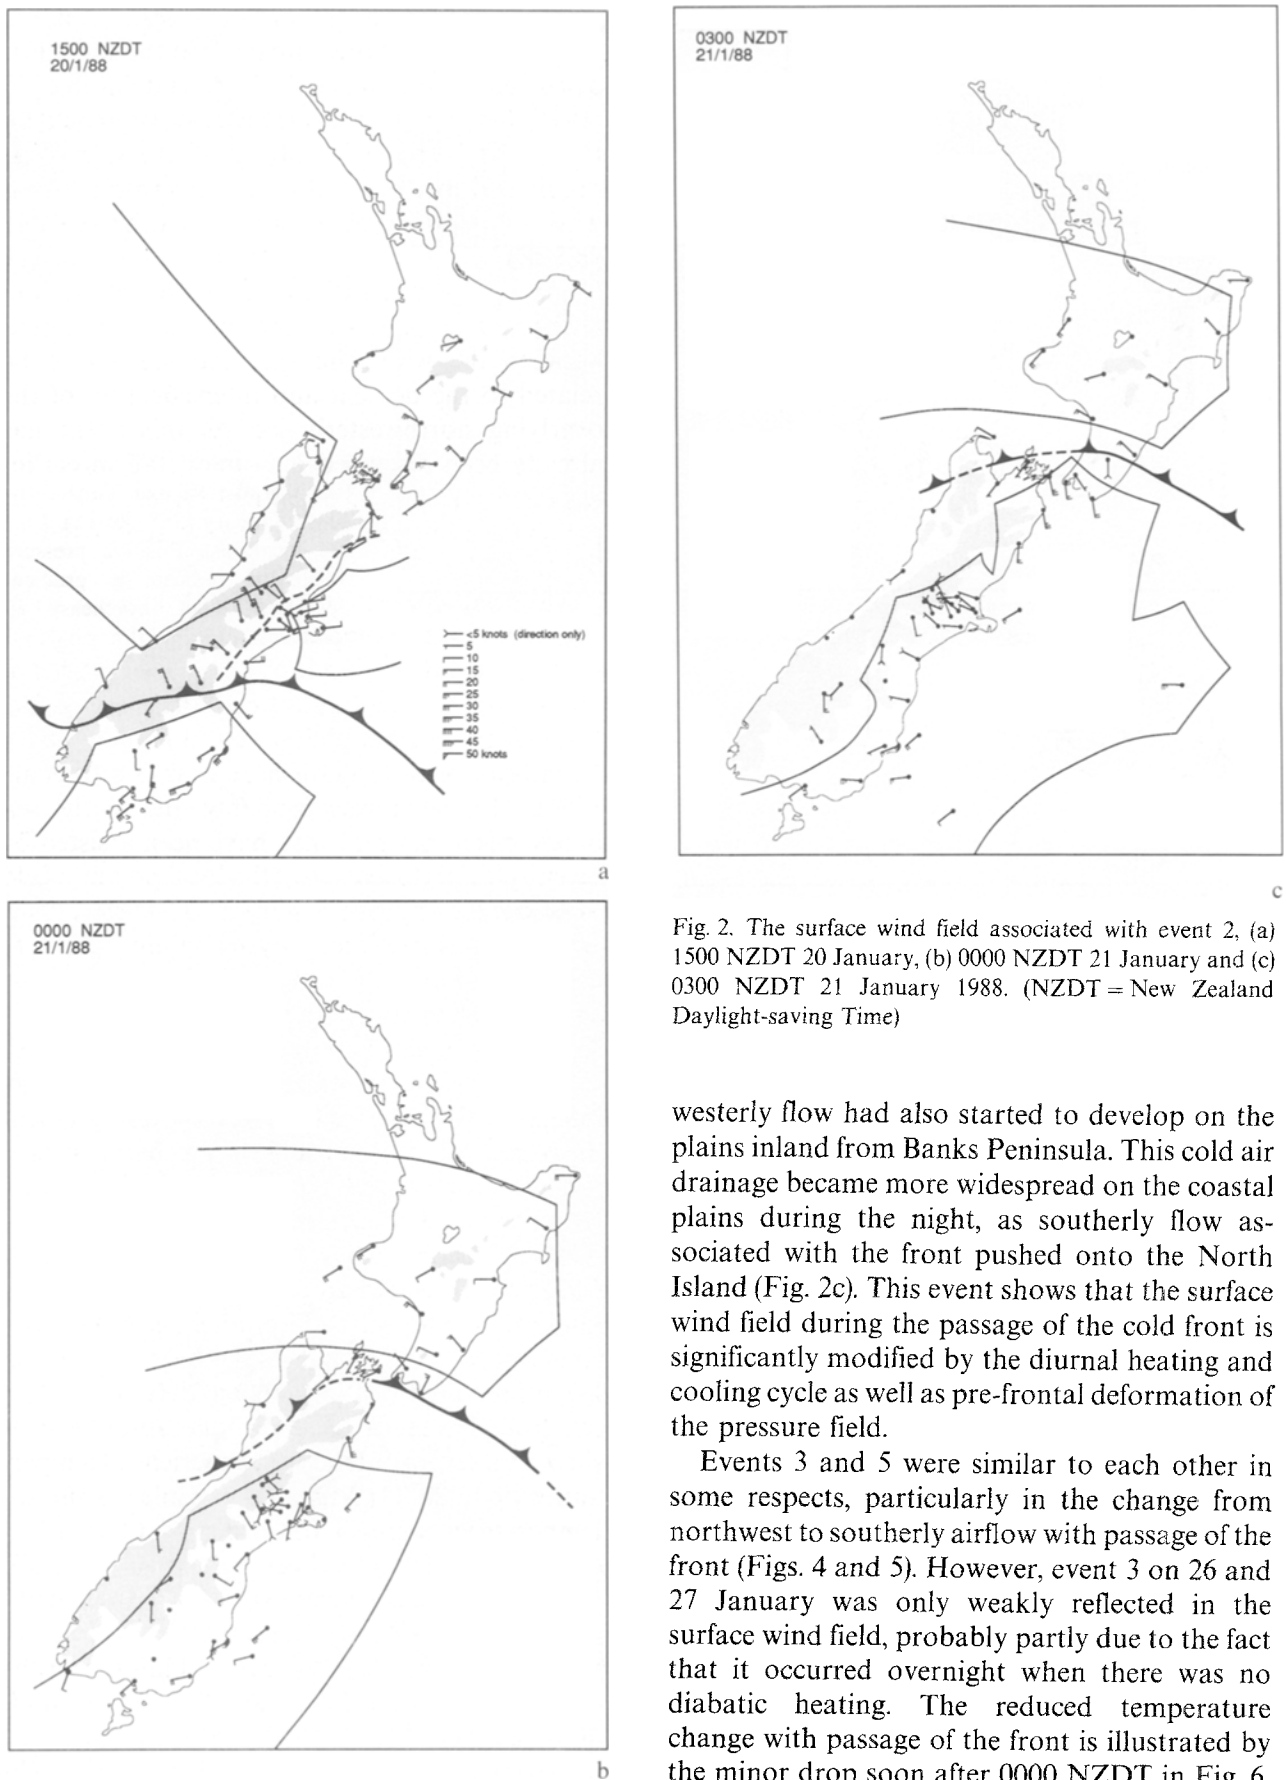 1500 NZDT
20/1/88
<5 knots (direction only)
5
10
15
20
25
30
35
40
45
50 knots
a
0300 NZDT
21/1/88
c
0000 NZDT
21/1/88
b
Fig. 2. The surface wind field associated with event 2, (a)
1500 NZDT 20 January, (b) 0000 NZDT 21 January and (c)
0300 NZDT 21 January 1988. (NZDT = New Zealand
Daylight-saving Time)
westerly flow had also started to develop on the
plains inland from Banks Peninsula. This cold air
drainage became more widespread on the coastal
plains during the night, as southerly flow as-
sociated with the front pushed onto the North
Island (Fig. 2c). This event shows that the surface
wind field during the passage of the cold front is
significantly modified by the diurnal heating and
cooling cycle as well as pre-frontal deformation of
the pressure field.
Events 3 and 5 were similar to each other in
some respects, particularly in the change from
northwest to southerly airflow with passage of the
front (Figs. 4 and 5). However, event 3 on 26 and
27 January was only weakly reflected in the
surface wind field, probably partly due to the fact
that it occurred overnight when there was no
diabatic heating. The reduced temperature
change with passage of the front is illustrated by
the minor drop soon after 0000 NZDT in Fig. 6.